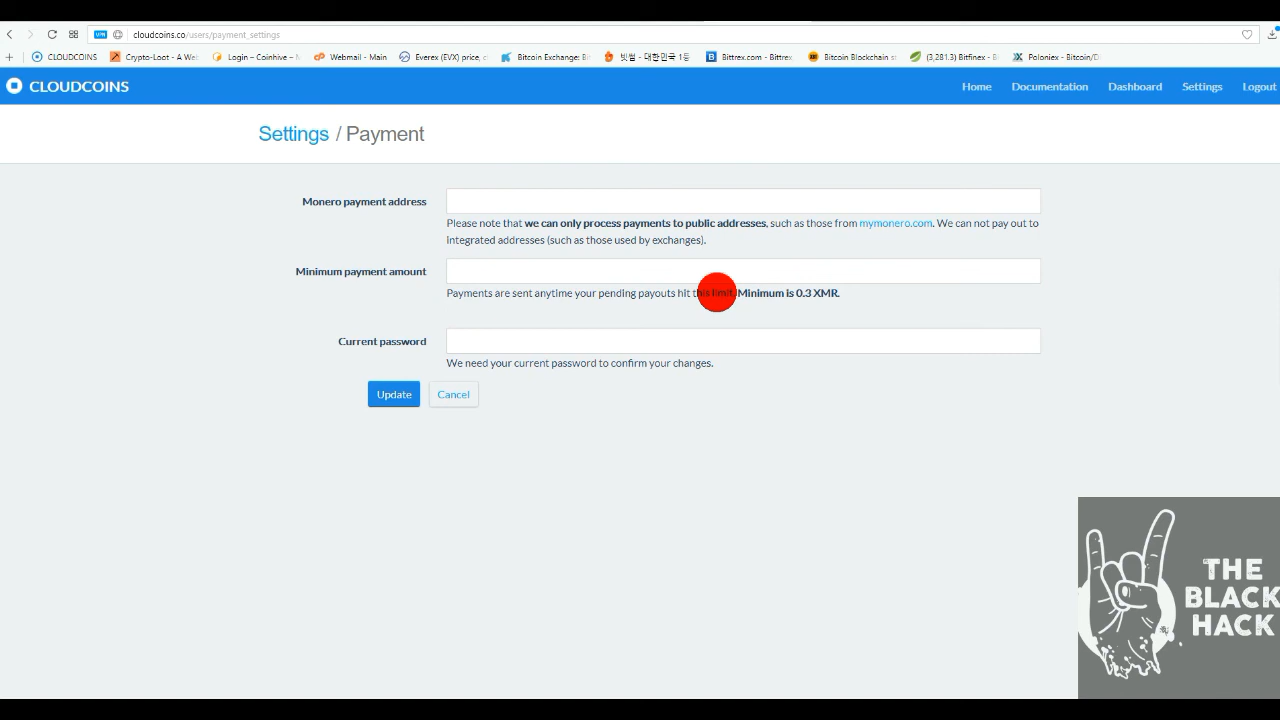 cloudcoins.co/users/payment_settings
CLOUDCOINS Crypto-Loot - A We Login – Coinhive – Webmail - Main Everex (EVX) price, c Bitcoin Exchange: Bi 빗썸 - 대한민국 1등 Bittrex.com - Bittrex Bitcoin Blockchain s (3,281.3) Bitfinex - B Poloniex - Bitcoin/D
CLOUDCOINS Home Documentation Dashboard Settings Logout
Settings / Payment
Monero payment address
Please note that we can only process payments to public addresses, such as those from mymonero.com. We can not pay out to
Integrated addresses (such as those used by exchanges).
Minimum payment amount
Payments are sent anytime your pending payouts hit this limit. Minimum is 0.3 XMR.
Current password
We need your current password to confirm your changes.
Update Cancel
THE
BLACK
HACK